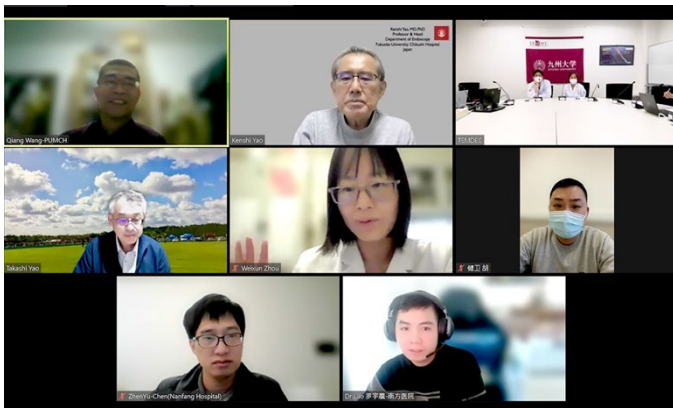 Kenshi Yao, MD PhD
Professor & Head
Department of Endoscopy
Fukuoka University Chikushi Hospital
Japan
Qiang Wang-PUMCH
Kenshi Yao
九州大学
TEMDEC
Takashi Yao
Weixun Zhou
健卫 胡
ZhenYu-Chen(Nanfang Hospital)
Dr.Luo 罗宇晨-南方医院